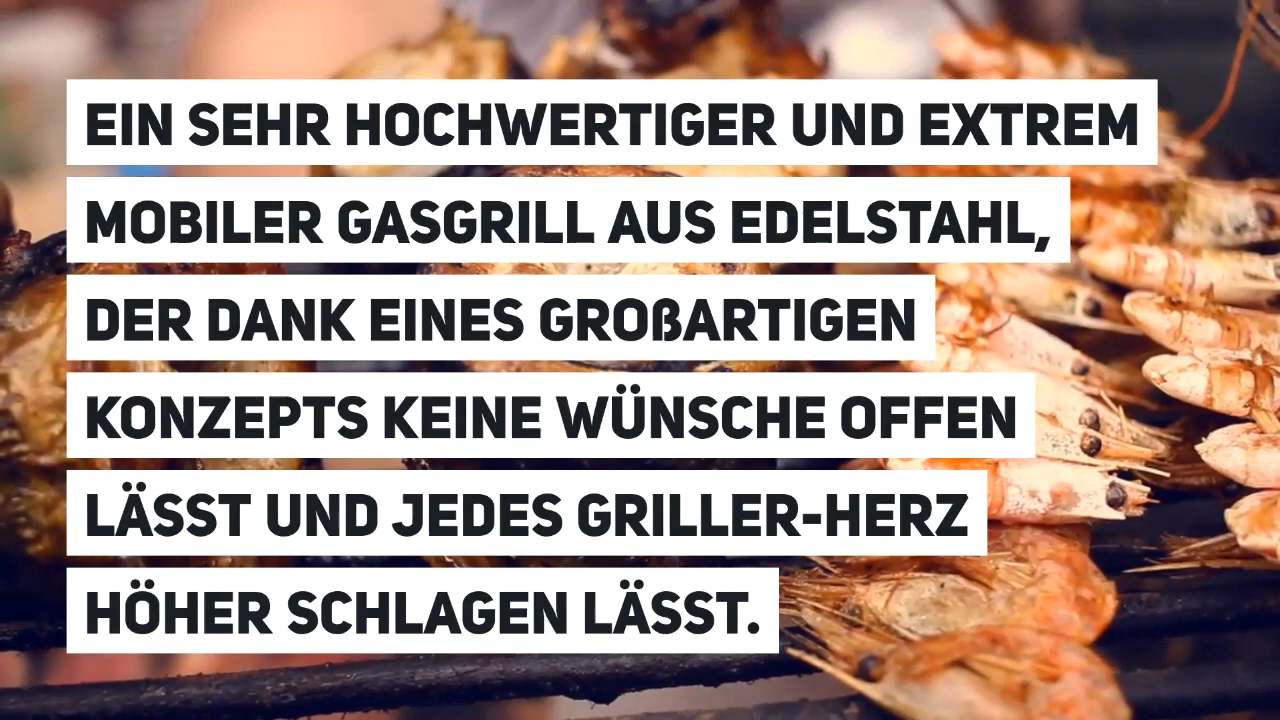 EIN SEHR HOCHWERTIGER UND EXTREM
MOBILER GASGRILL AUS EDELSTAHL,
DER DANK EINES GROßARTIGEN
KONZEPTS KEINE WÜNSCHE OFFEN
LÄSST UND JEDES GRILLER-HERZ
HÖHER SCHLAGEN LÄSST.